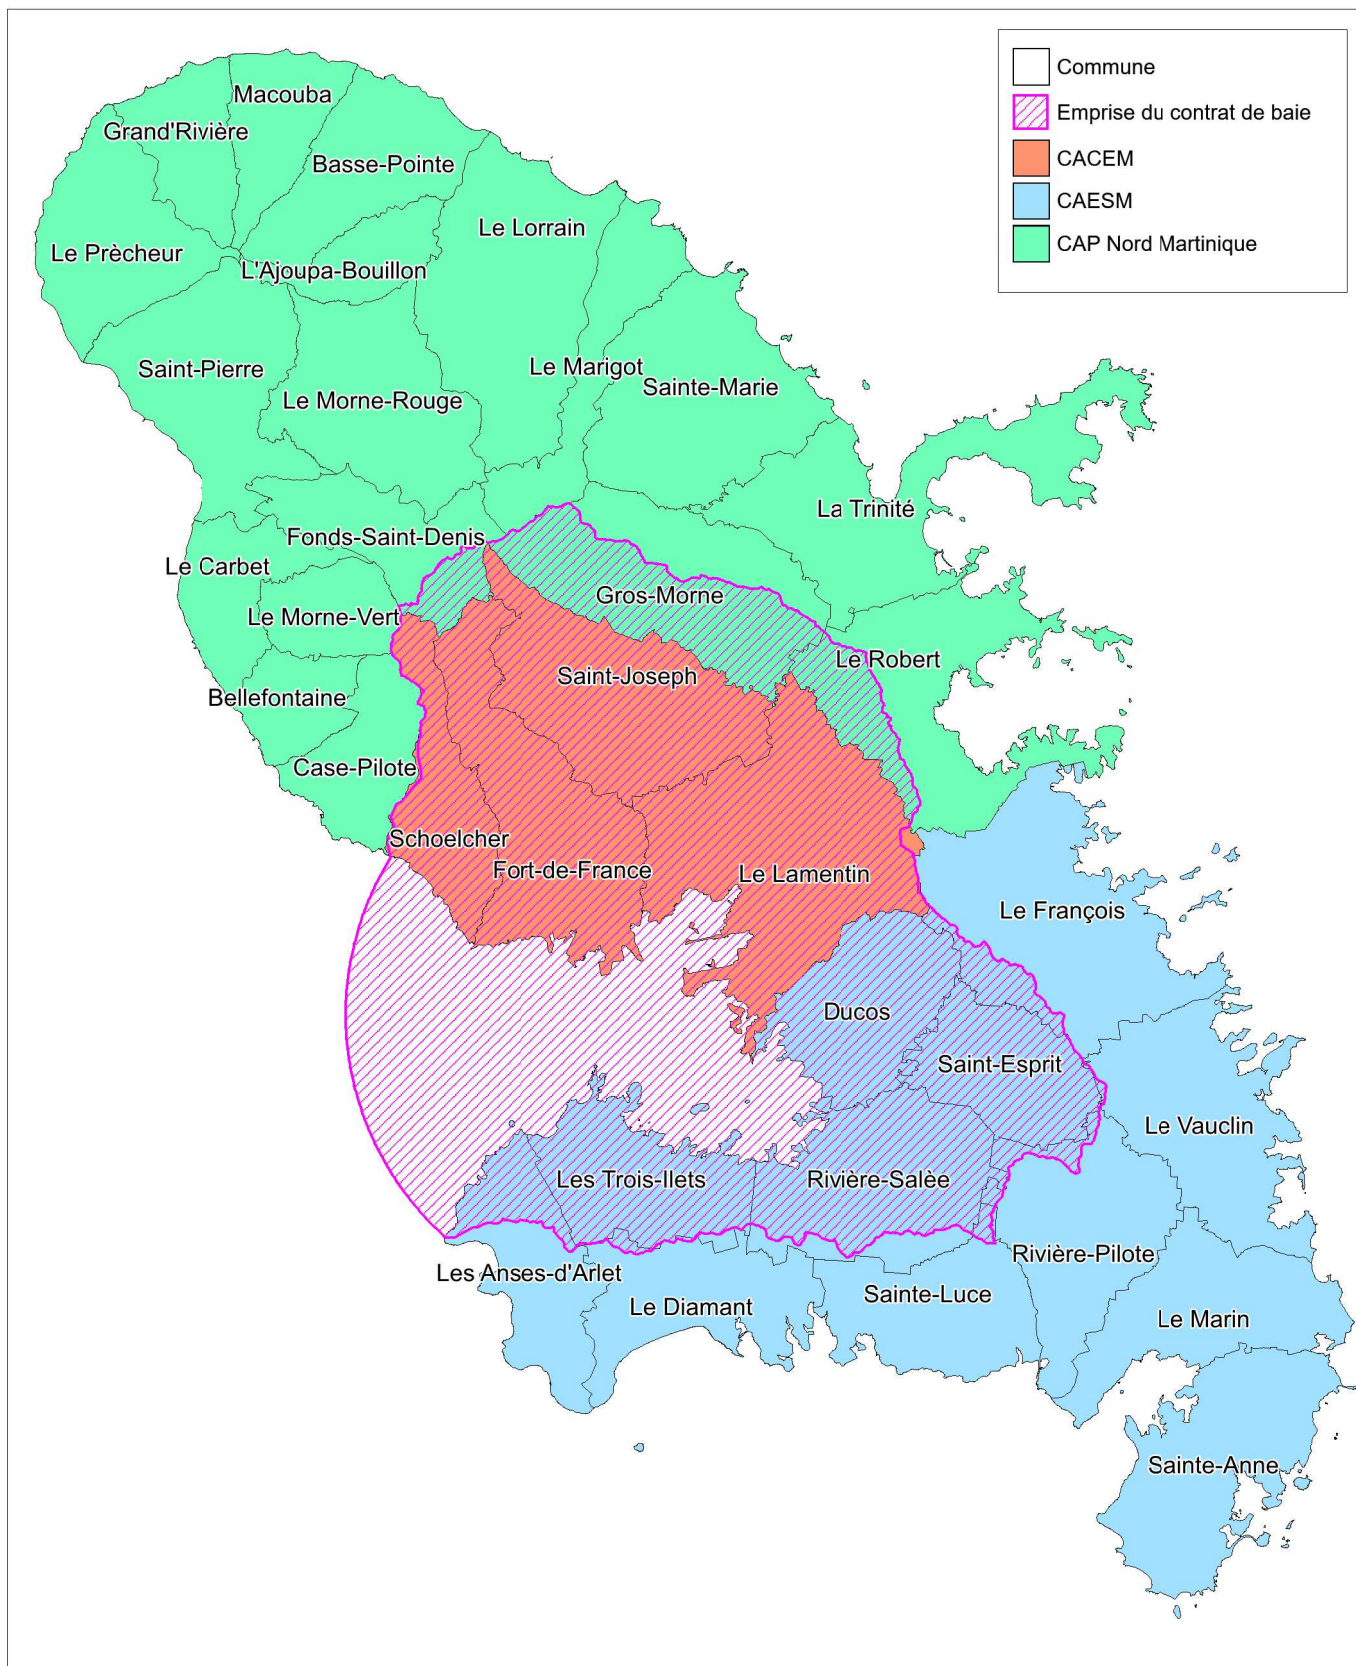 Commune
Emprise du contrat de baie
CACEM
CAESM
CAP Nord Martinique
Macouba
Grand'Rivière
Basse-Pointe
Le Lorrain
Le Prècheur
L'Ajoupa-Bouillon
Saint-Pierre
Le Marigot
Sainte-Marie
Le Morne-Rouge
La Trinité
Fonds-Saint-Denis
Le Carbet
Gros-Morne
Le Morne-Vert
Le Robert
Saint-Joseph
Bellefontaine
Case-Pilote
Schoelcher
Fort-de-France
Le Lamentin
Le François
Ducos
Saint-Esprit
Le Vauclin
Les Trois-Ilets
Rivière-Salèe
Rivière-Pilote
Les Anses-d'Arlet
Sainte-Luce
Le Diamant
Le Marin
Sainte-Anne